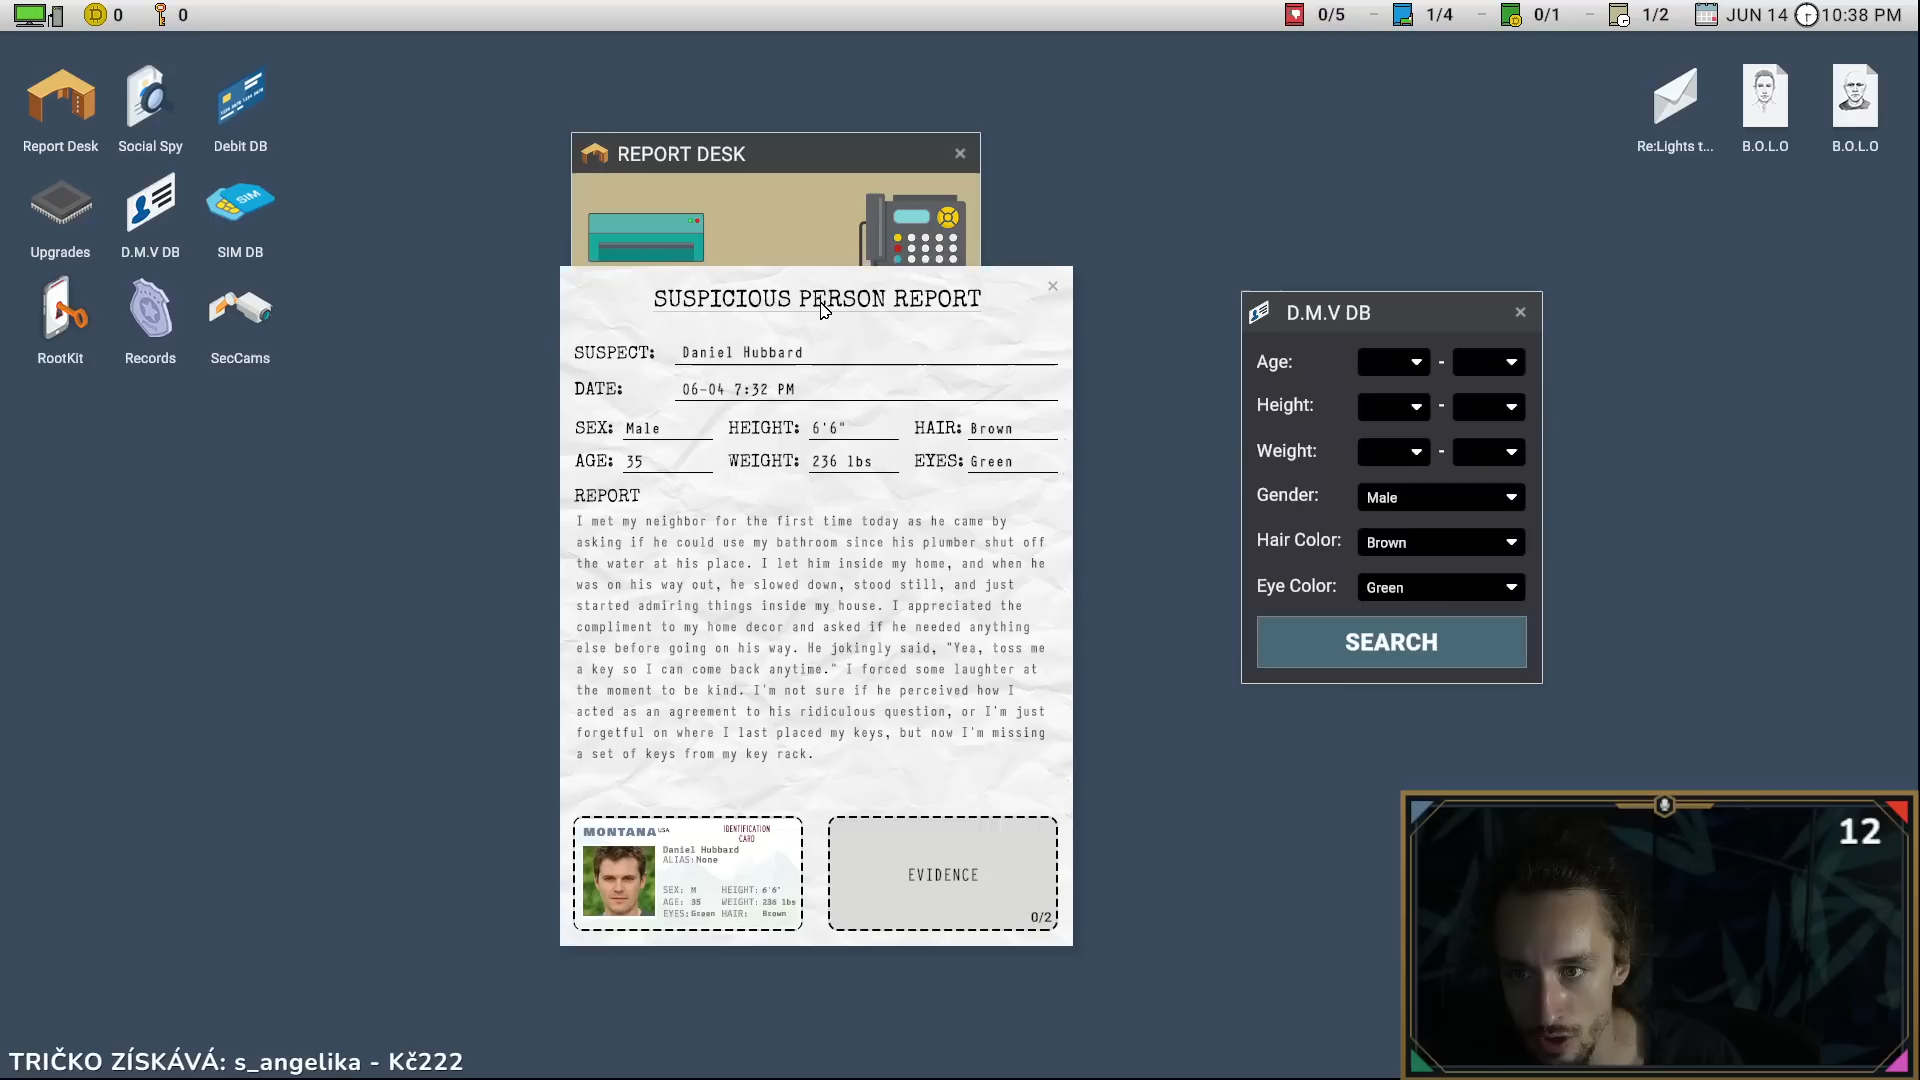 0
0
0/5 - 1/4 - 0/1 - 1/2 JUN 14 10:38 PM
Report Desk
Social Spy
Debit DB
Upgrades
D.M.V DB
SIM DB
RootKit
Records
SecCams
Re:Lights t...
B.O.L.O
B.O.L.O
REPORT DESK
SUSPICIOUS PERSON REPORT
SUSPECT: Daniel Hubbard
DATE: 06-04 7:32 PM
SEX: Male HEIGHT: 6'6" HAIR: Brown
AGE: 35 WEIGHT: 236 lbs EYES: Green
REPORT
I met my neighbor for the first time today as he came by
asking if he could use my bathroom since his plumber shut off
the water at his place. I let him inside my home, and when he
was on his way out, he slowed down, stood still, and just
started admiring things inside my house. I appreciated the
compliment to my home decor and asked if he needed anything
else before going on his way. He jokingly said, "Yea, toss me
a key so I can come back anytime." I forced some laughter at
the moment to be kind. I'm not sure if he perceived how I
acted as an agreement to his ridiculous question, or I'm just
forgetful on where I last placed my keys, but now I'm missing
a set of keys from my key rack.
MONTANA USA IDENTIFICATION CARD
Daniel Hubbard
ALIAS: None
SEX: M HEIGHT: 6'6"
AGE: 35 WEIGHT: 236 lbs
EYES: Green HAIR: Brown
EVIDENCE
0/2
D.M.V DB
Age: -
Height: -
Weight: -
Gender: Male
Hair Color: Brown
Eye Color: Green
SEARCH
12
TRIČKO ZÍSKÁVÁ: s_angelika - Kč222